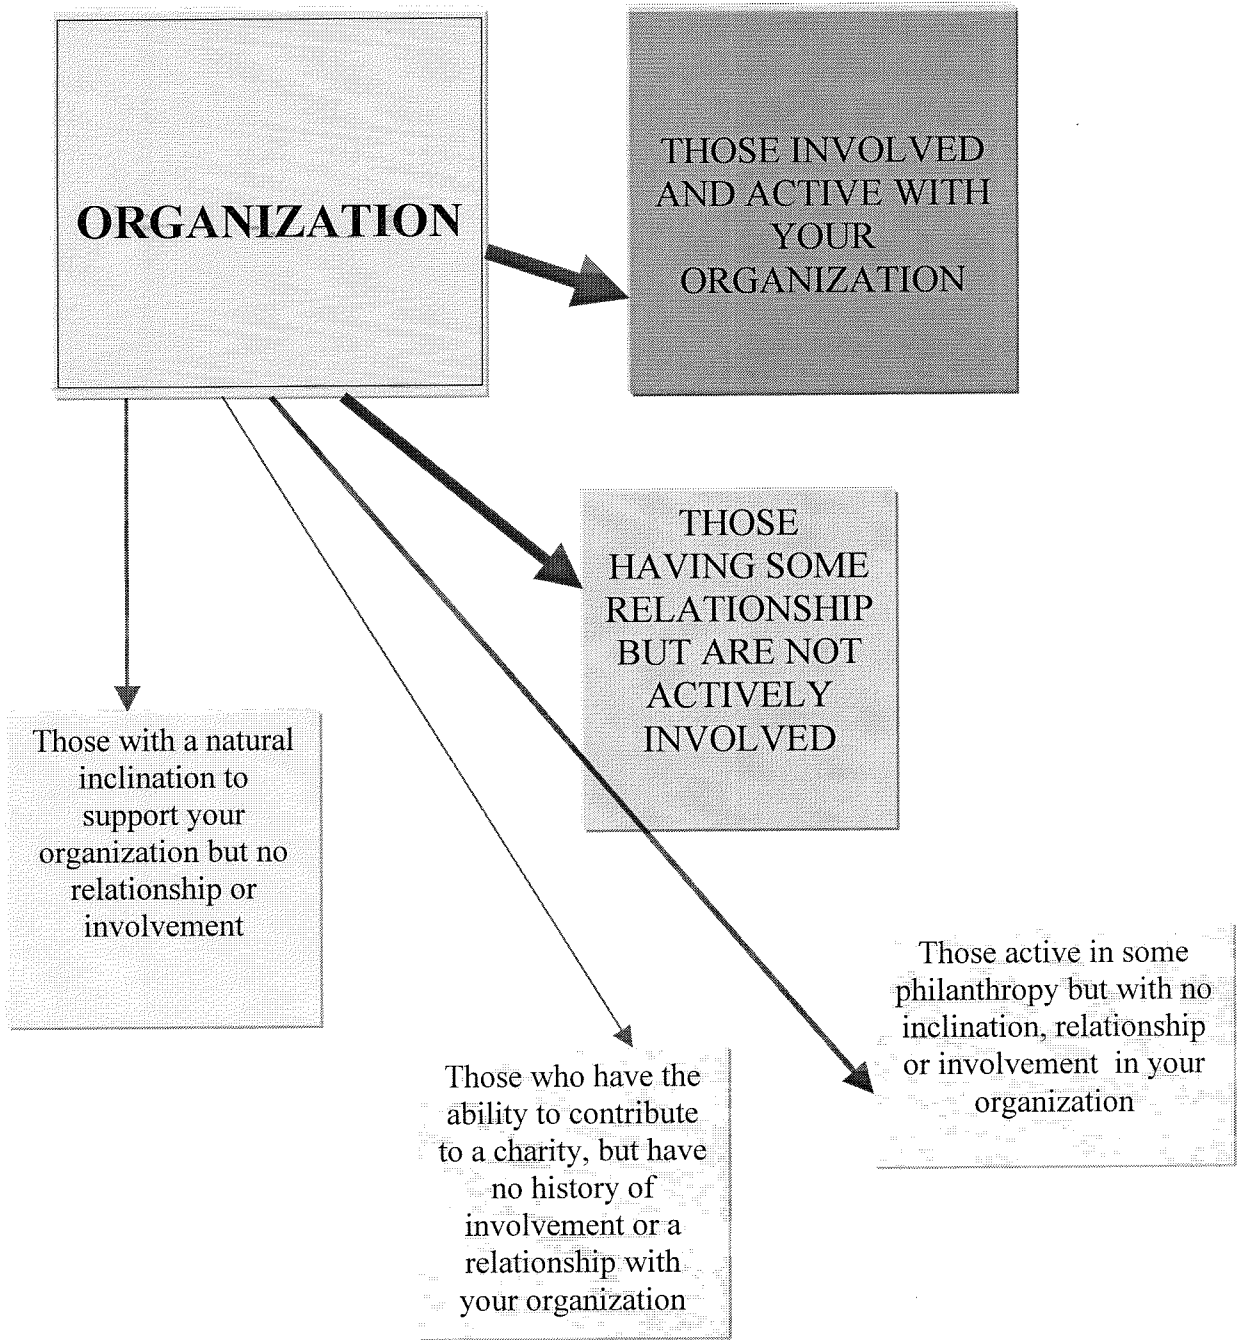 ORGANIZATION
THOSE INVOLVED
AND ACTIVE WITH
YOUR
ORGANIZATION
THOSE
HAVING SOME
RELATIONSHIP
BUT ARE NOT
ACTIVELY
INVOLVED
Those with a natural
inclination to
support your
organization but no
relationship or
involvement
Those active in some
philanthropy but with no
inclination, relationship
or involvement in your
organization
Those who have the
ability to contribute
to a charity, but have
no history of
involvement or a
relationship with
your organization